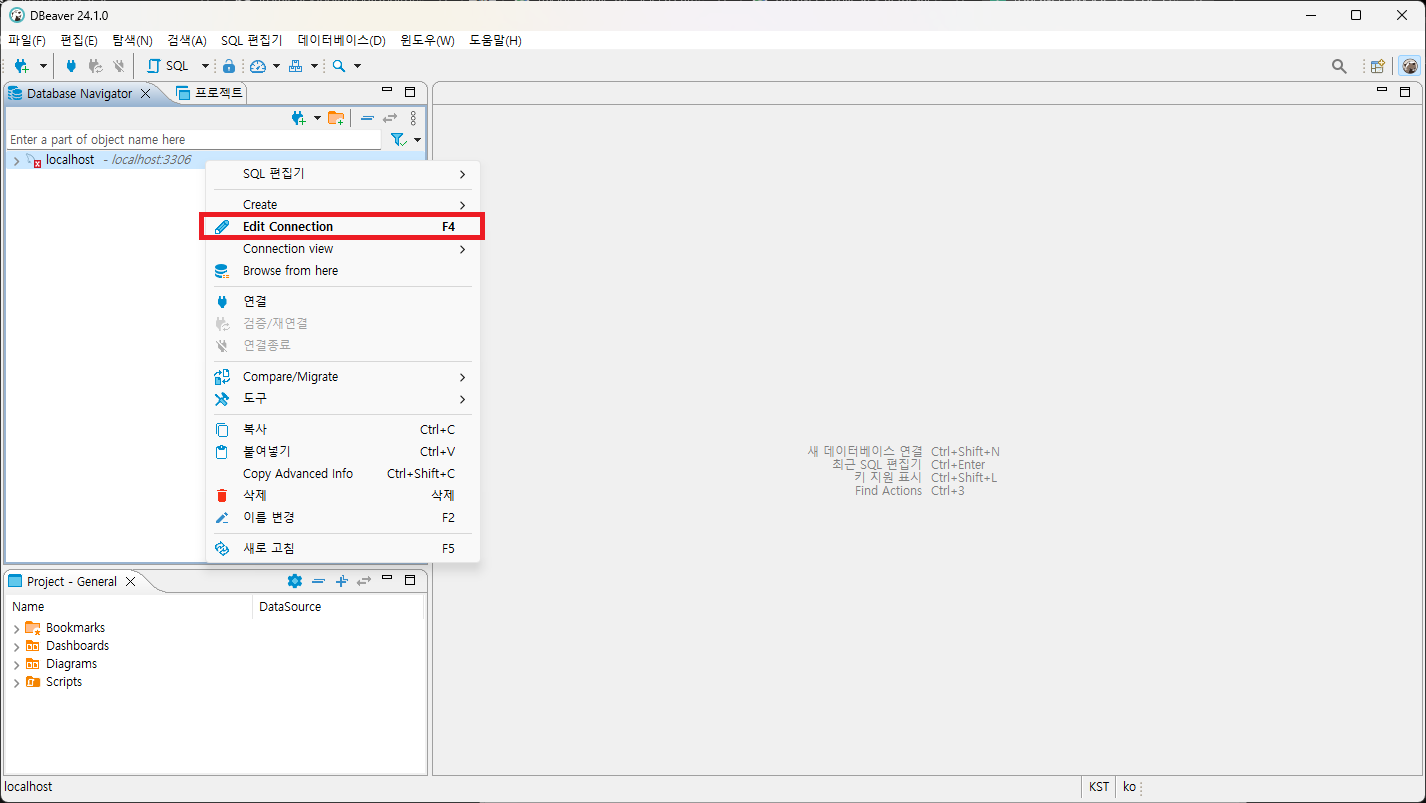 DBeaver 24.1.0
파일(F) 편집(E) 탐색(N) 검색(A) SQL 편집기 데이터베이스(D) 윈도우(W) 도움말(H)
SQL
Database Navigator 프로젝트
Enter a part of object name here
localhost - localhost:3306
SQL 편집기
Create
Edit Connection F4
Connection view
Browse from here
연결
검증/재연결
연결종료
Compare/Migrate
도구
복사 Ctrl+C
붙여넣기 Ctrl+V
Copy Advanced Info Ctrl+Shift+C
삭제 삭제
이름 변경 F2
새로 고침 F5
새 데이터베이스 연결 Ctrl+Shift+N
최근 SQL 편집기 Ctrl+Enter
키 지원 표시 Ctrl+Shift+L
Find Actions Ctrl+3
Project - General
Name DataSource
Bookmarks
Dashboards
Diagrams
Scripts
localhost KST ko